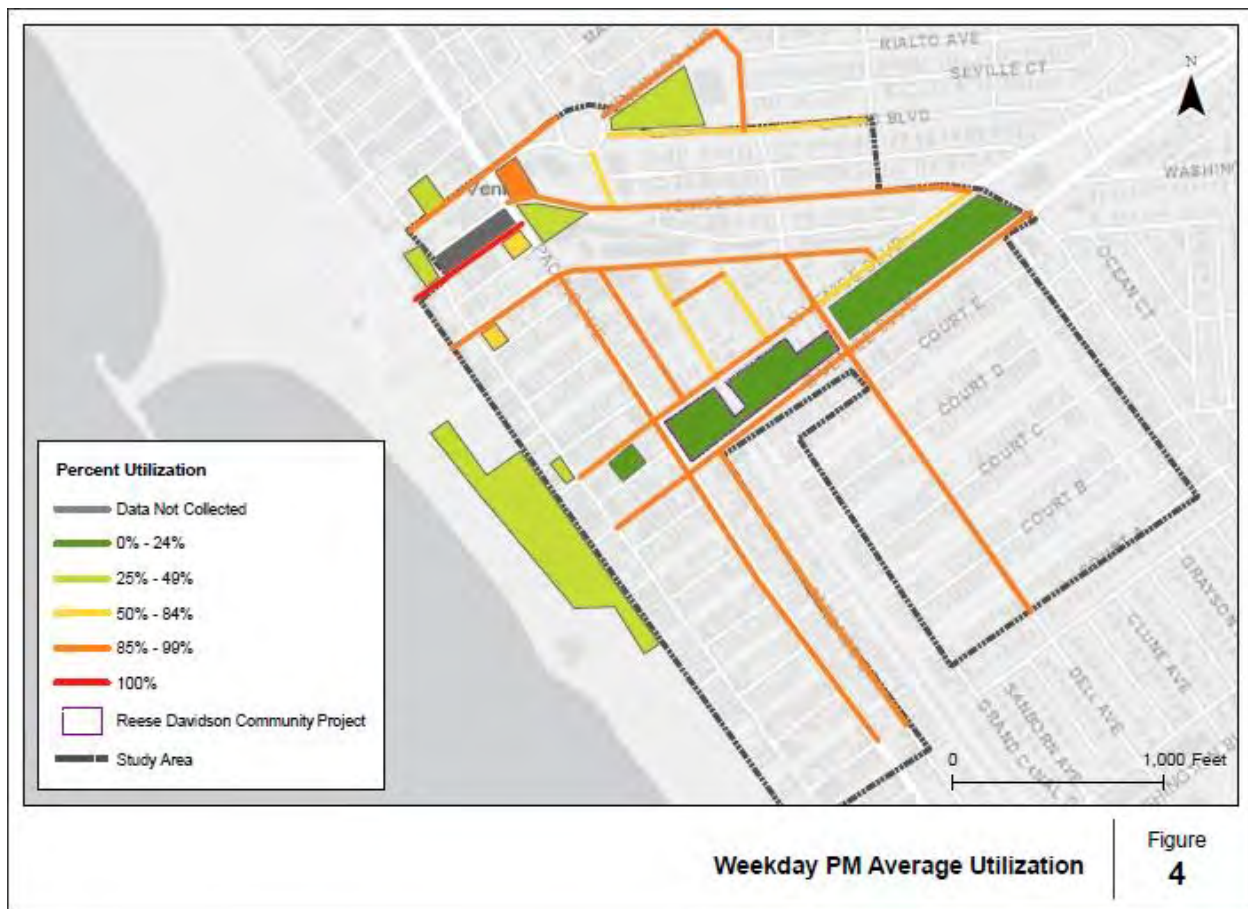 RIALTO AVE
SEVILLE CT
N
BLVD
WASHIN
Veni
OCEAN CT
COURT E
COURT D
COURT C
COURT B
GRAYSON
CLUNE AVE
DELL AVE
SANBORN AVE
GRAND CANAL
Percent Utilization
Data Not Collected
0% - 24%
25% - 49%
50% - 84%
85% - 99%
100%
Reese Davidson Community Project
Study Area
0 1,000 Feet
Weekday PM Average Utilization
Figure
4